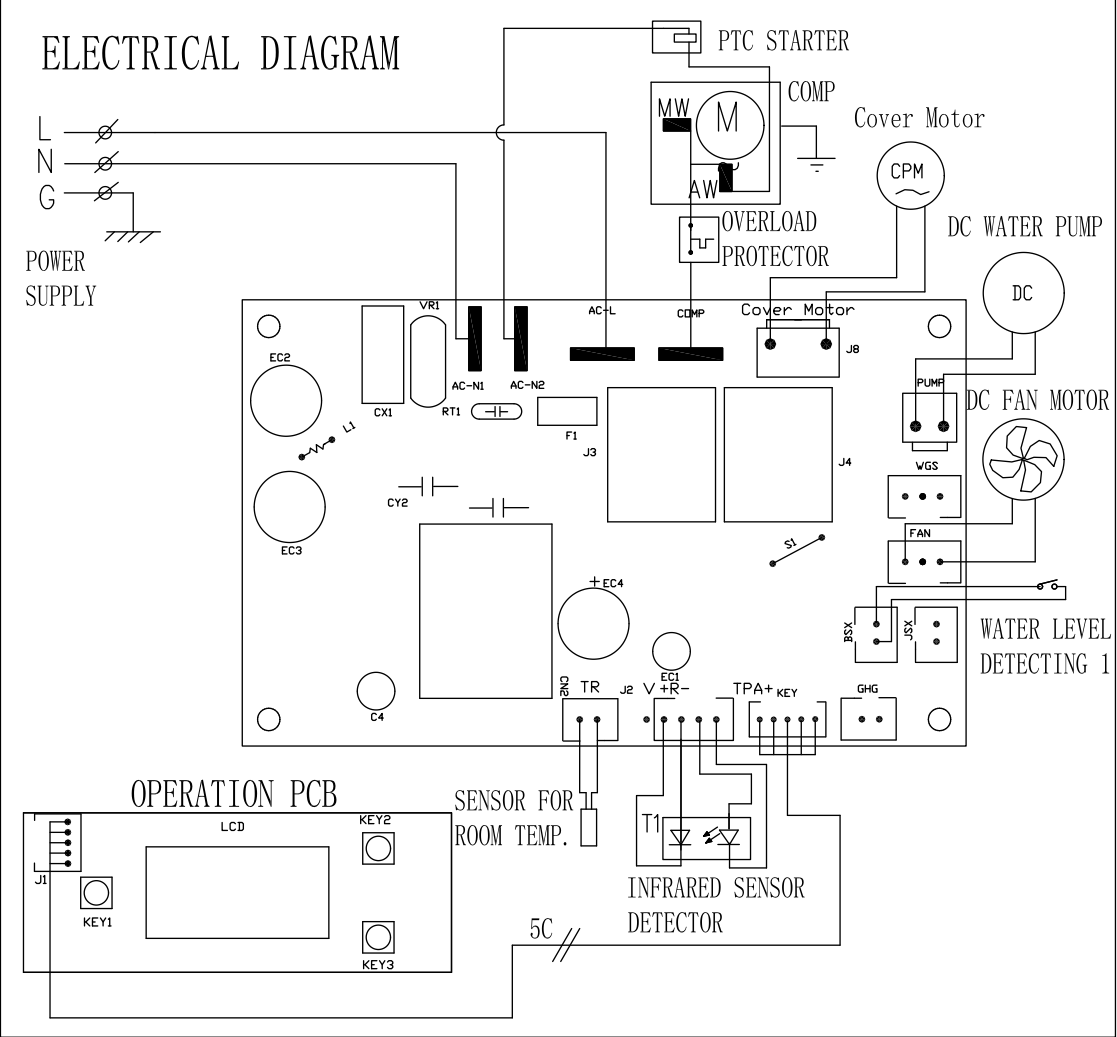 ELECTRICAL DIAGRAM
PTC STARTER
COMP
MW
M
AW
Cover Motor
CPM
L
N
G
POWER
SUPPLY
OVERLOAD
PROTECTOR
DC WATER PUMP
DC
VR1
AC-L
COMP
Cover Motor
J8
EC2
CX1
AC-N1
AC-N2
RT1
F1
L1
J3
J4
PUMP
DC FAN MOTOR
WGS
CY2
EC3
S1
FAN
+EC4
BSX
JSX
WATER LEVEL
DETECTING 1
EC1
C4
CN2
TR
J2
V +R-
TPA+
KEY
GHG
OPERATION PCB
LCD
KEY2
J1
KEY1
KEY3
SENSOR FOR
ROOM TEMP.
T1
INFRARED SENSOR
DETECTOR
5C